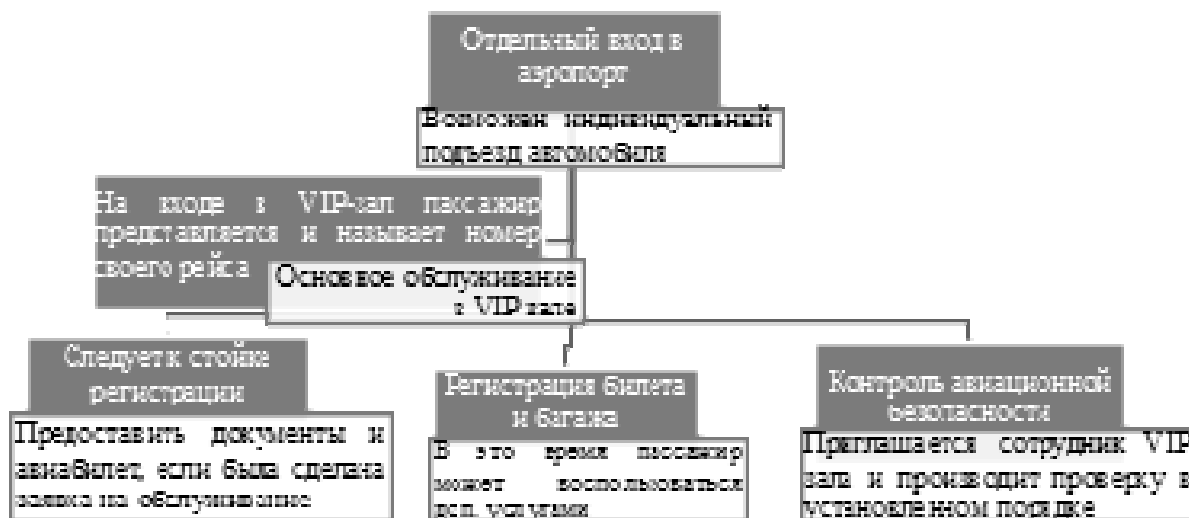 Отдельный вход в
аэропорт
Возможен индивидуальный
подъезд автомобиля
На входе в VIP-зал пассажир
представляется и называет номер
своего рейса
Основное обслуживание
в VIP зале
Следует к стойке
регистрации
Предоставить документы и
авиабилет, если была сделана
заявка на обслуживание
Регистрация билета
и багажа
В это время пассажир
может воспользоваться
доп. услугами
Контроль авиационной
безопасности
Приглашается сотрудник VIP
зала и производит проверку в
установленном порядке